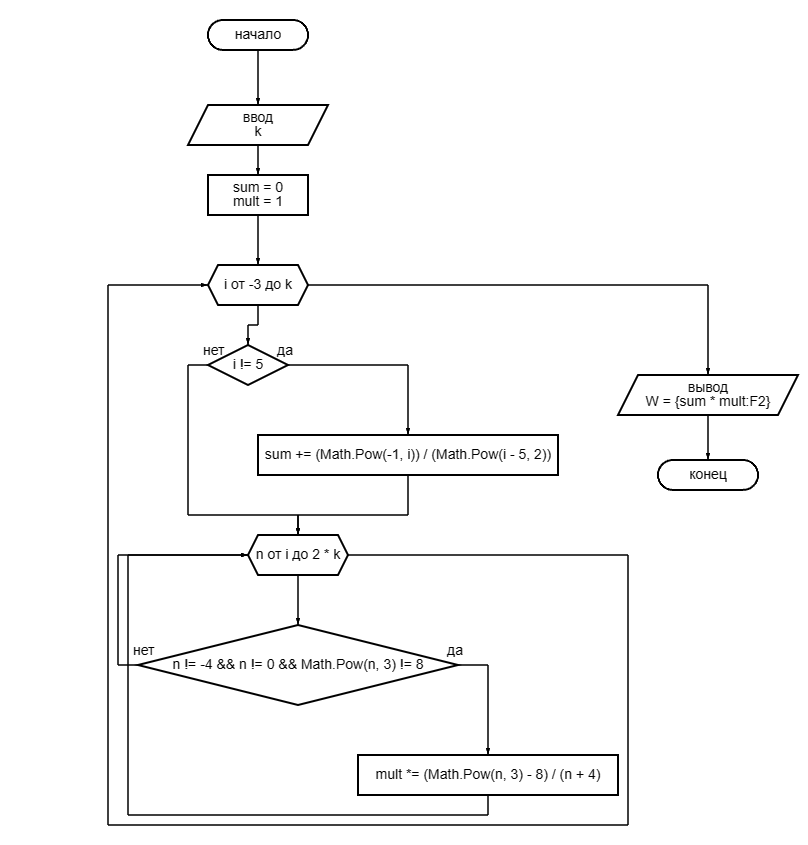 начало
ввод
k
sum = 0
mult = 1
i от -3 до k
нет
да
i != 5
вывод
W = {sum * mult:F2}
sum += (Math.Pow(-1, i)) / (Math.Pow(i - 5, 2))
конец
n от i до 2 * k
нет
да
n != -4 && n != 0 && Math.Pow(n, 3) != 8
mult *= (Math.Pow(n, 3) - 8) / (n + 4)